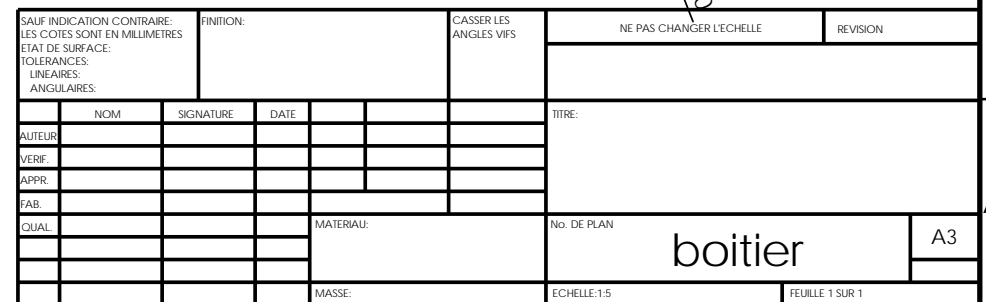 SAUF INDICATION CONTRAIRE:
LES COTES SONT EN MILLIMETRES
ETAT DE SURFACE:
TOLERANCES:
LINEAIRES:
ANGULAIRES:
FINITION:
CASSER LES
ANGLES VIFS
NE PAS CHANGER L'ECHELLE
REVISION
NOM SIGNATURE DATE
TITRE:
AUTEUR
VERIF.
APPR.
FAB.
QUAL.
MATERIAU:
No. DE PLAN
boitier
A3
MASSE:
ECHELLE:1:5
FEUILLE 1 SUR 1